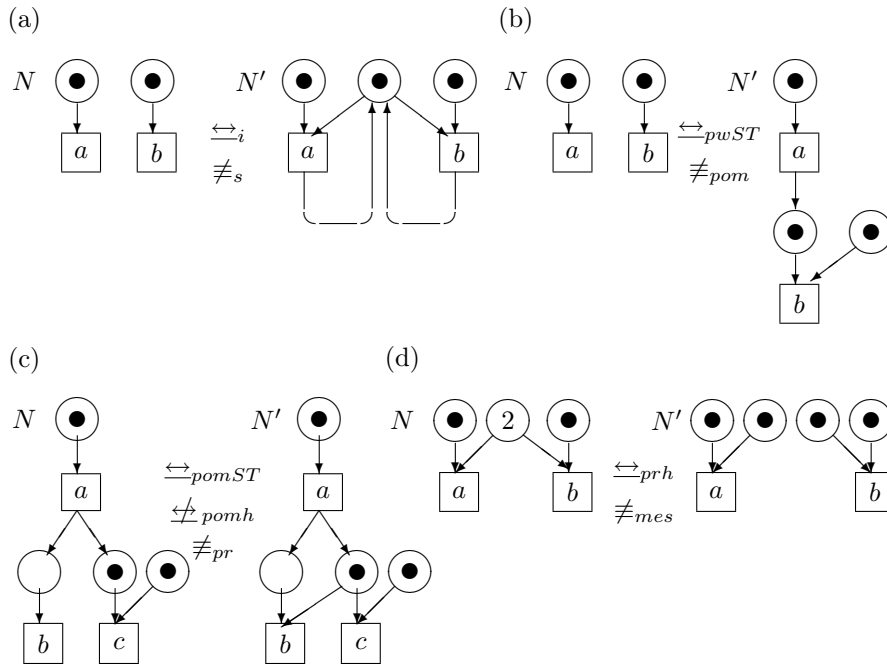 (a)
(b)
N
N′
N
N′
a
b
↔i
≢s
a
b
a
b
↔pwST
≢pom
a
b
(c)
(d)
N
N′
N
2
N′
a
↔pomST
↮pomh
≢pr
a
a
b
↔prh
≢mes
a
b
b
c
b
c